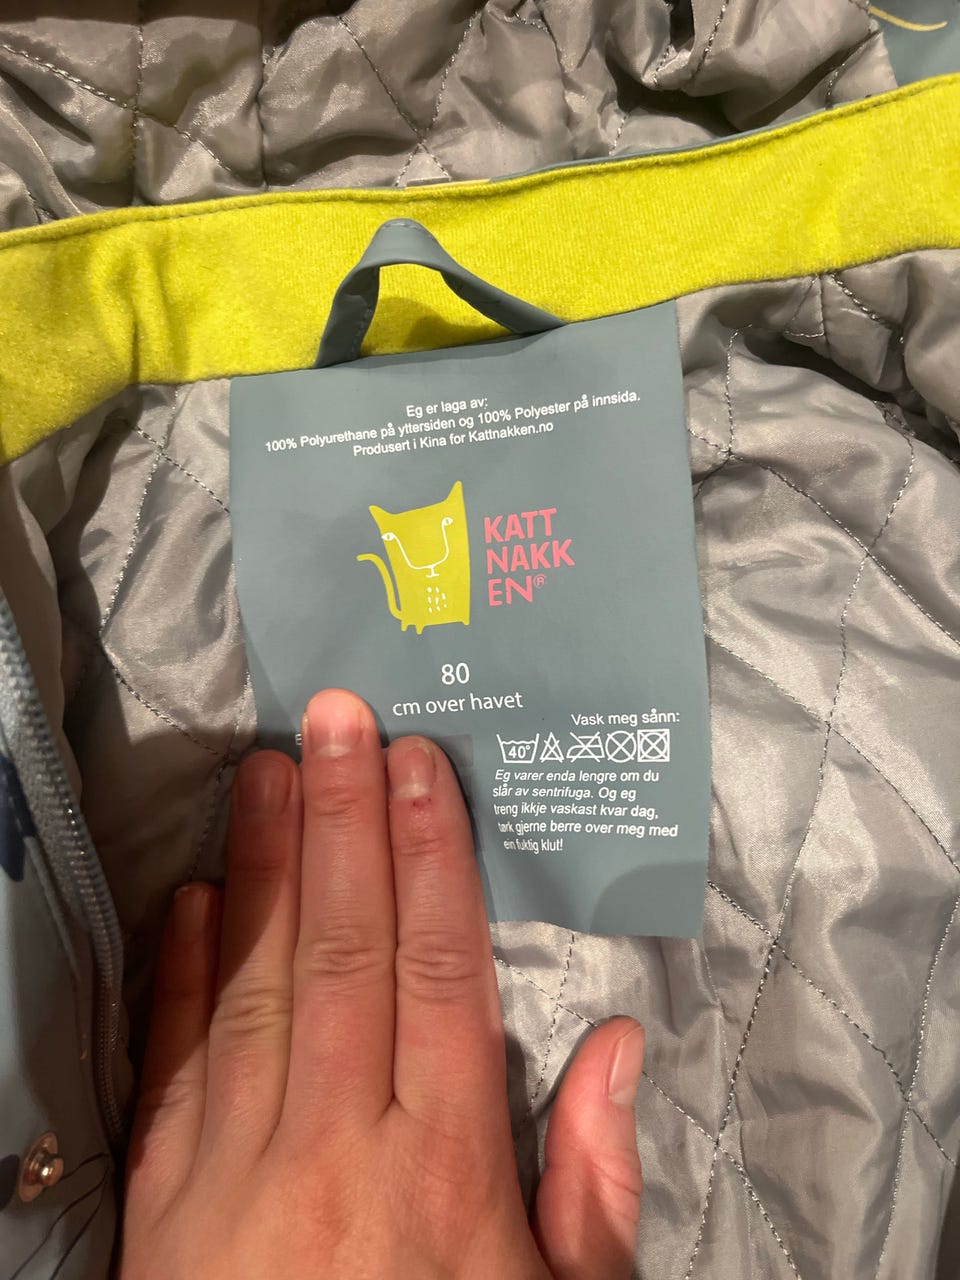 Eg er laga av:
100% Polyurethane på yttersiden og 100% Polyester på innsida.
Produsert i Kina for Kattnakken.no
KATT
NAKK
EN®
80
cm over havet
Vask meg sånn:
40°
Eg varer enda lengre om du
slår av sentrifuga. Og eg
treng ikkje vaskast kvar dag,
tørk gjerne berre over meg med
ein fuktig klut!